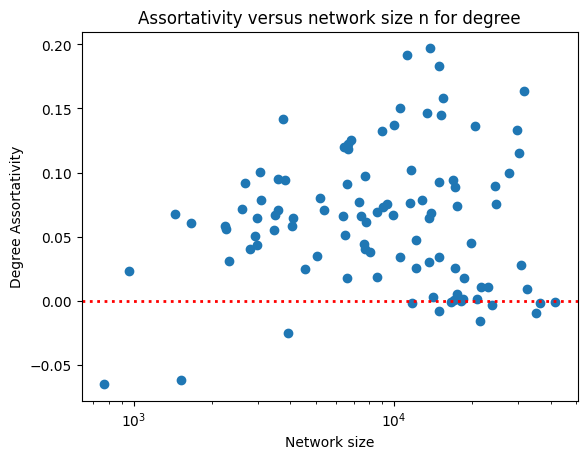 Assortativity versus network size n for degree
0.20
0.15
0.10
0.05
0.00
−0.05
Degree Assortativity
10³
10⁴
Network size